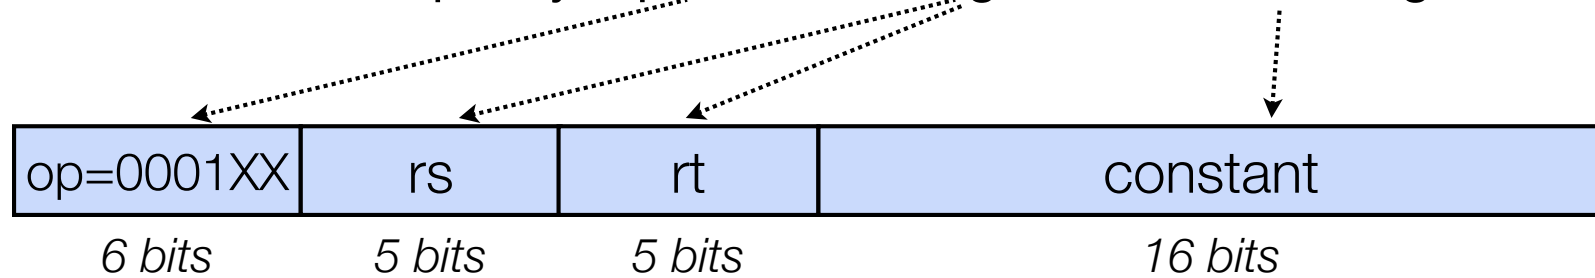 op=0001XX rs rt constant
6 bits 5 bits 5 bits 16 bits